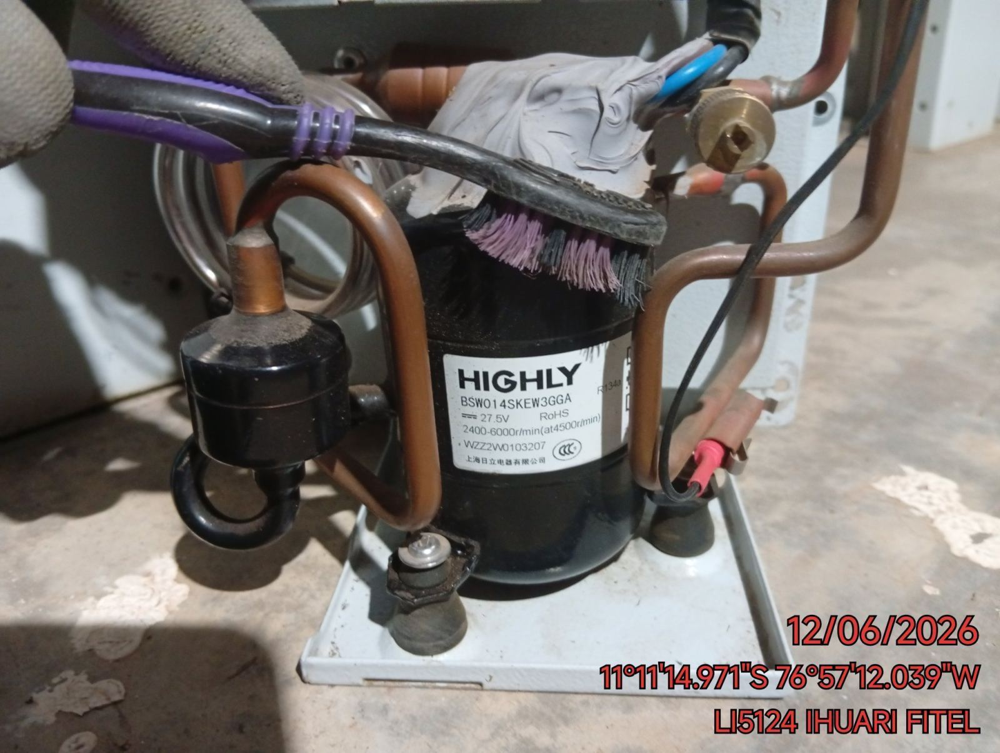 HIGHLY
BSW014SKEW3GGA
R134a
27.5V RoHS
2400-6000r/min(at4500r/min)
WZZ2W0103207
CCC
上海日立电器有限公司
12/06/2026
11°11'14.971"S 76°57'12.039"W
LI5124 IHUARI FITEL